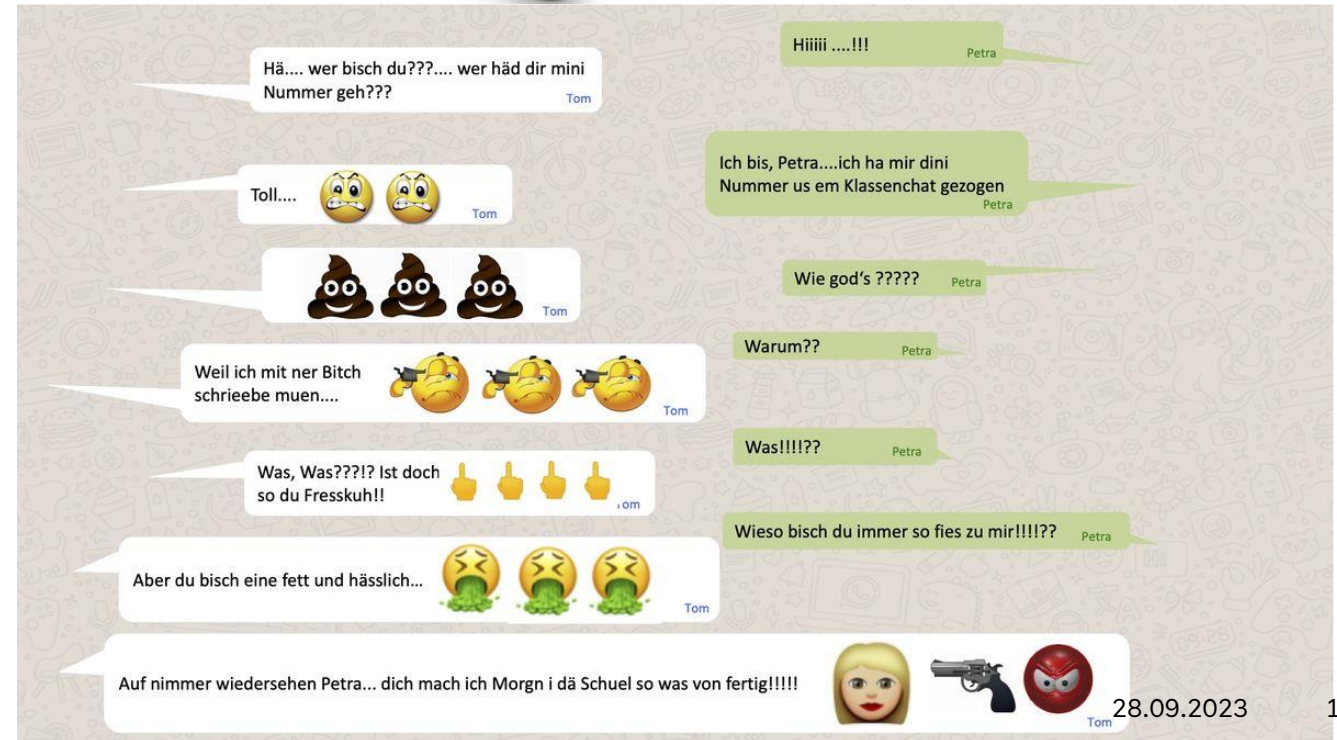 Hiiiii ....!!!
Petra
Hä.... wer bisch du???.... wer häd dir mini
Nummer geh???
Tom
Ich bis, Petra....ich ha mir dini
Nummer us em Klassenchat gezogen
Petra
Toll....
Tom
Wie god‘s ?????
Petra
Tom
Warum??
Petra
Weil ich mit ner Bitch
schrieebe muen....
Tom
Was!!!!??
Petra
Was, Was???!? Ist doch
so du Fresskuh!!
Tom
Wieso bisch du immer so fies zu mir!!!!??
Petra
Aber du bisch eine fett und hässlich...
Tom
Auf nimmer wiedersehen Petra... dich mach ich Morgn i dä Schuel so was von fertig!!!!!
Tom
28.09.2023
1